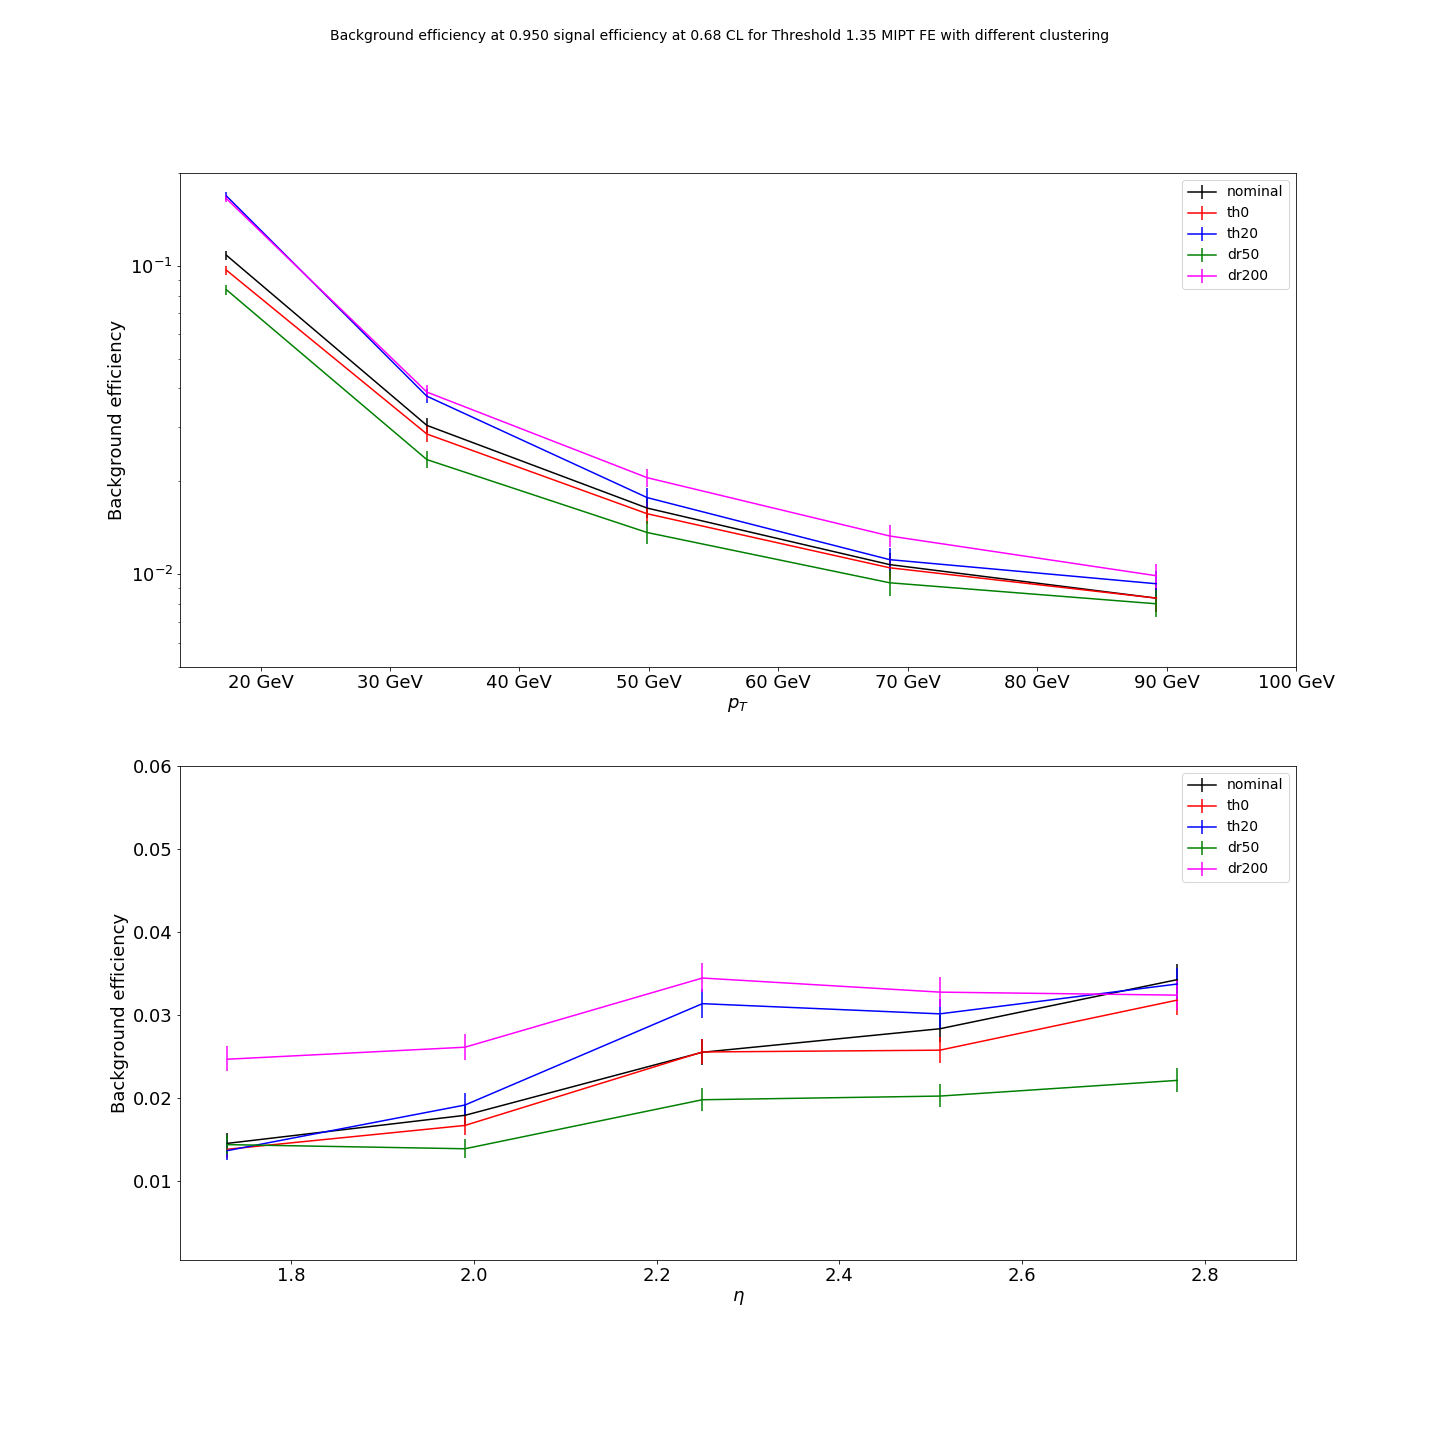 Background efficiency at 0.950 signal efficiency at 0.68 CL for Threshold 1.35 MIPT FE with different clustering
nominal
th0
th20
dr50
dr200
10⁻¹
10⁻²
Background efficiency
20 GeV 30 GeV 40 GeV 50 GeV 60 GeV 70 GeV 80 GeV 90 GeV 100 GeV
p_T
nominal
th0
th20
dr50
dr200
0.06
0.05
0.04
0.03
0.02
0.01
Background efficiency
1.8 2.0 2.2 2.4 2.6 2.8
η